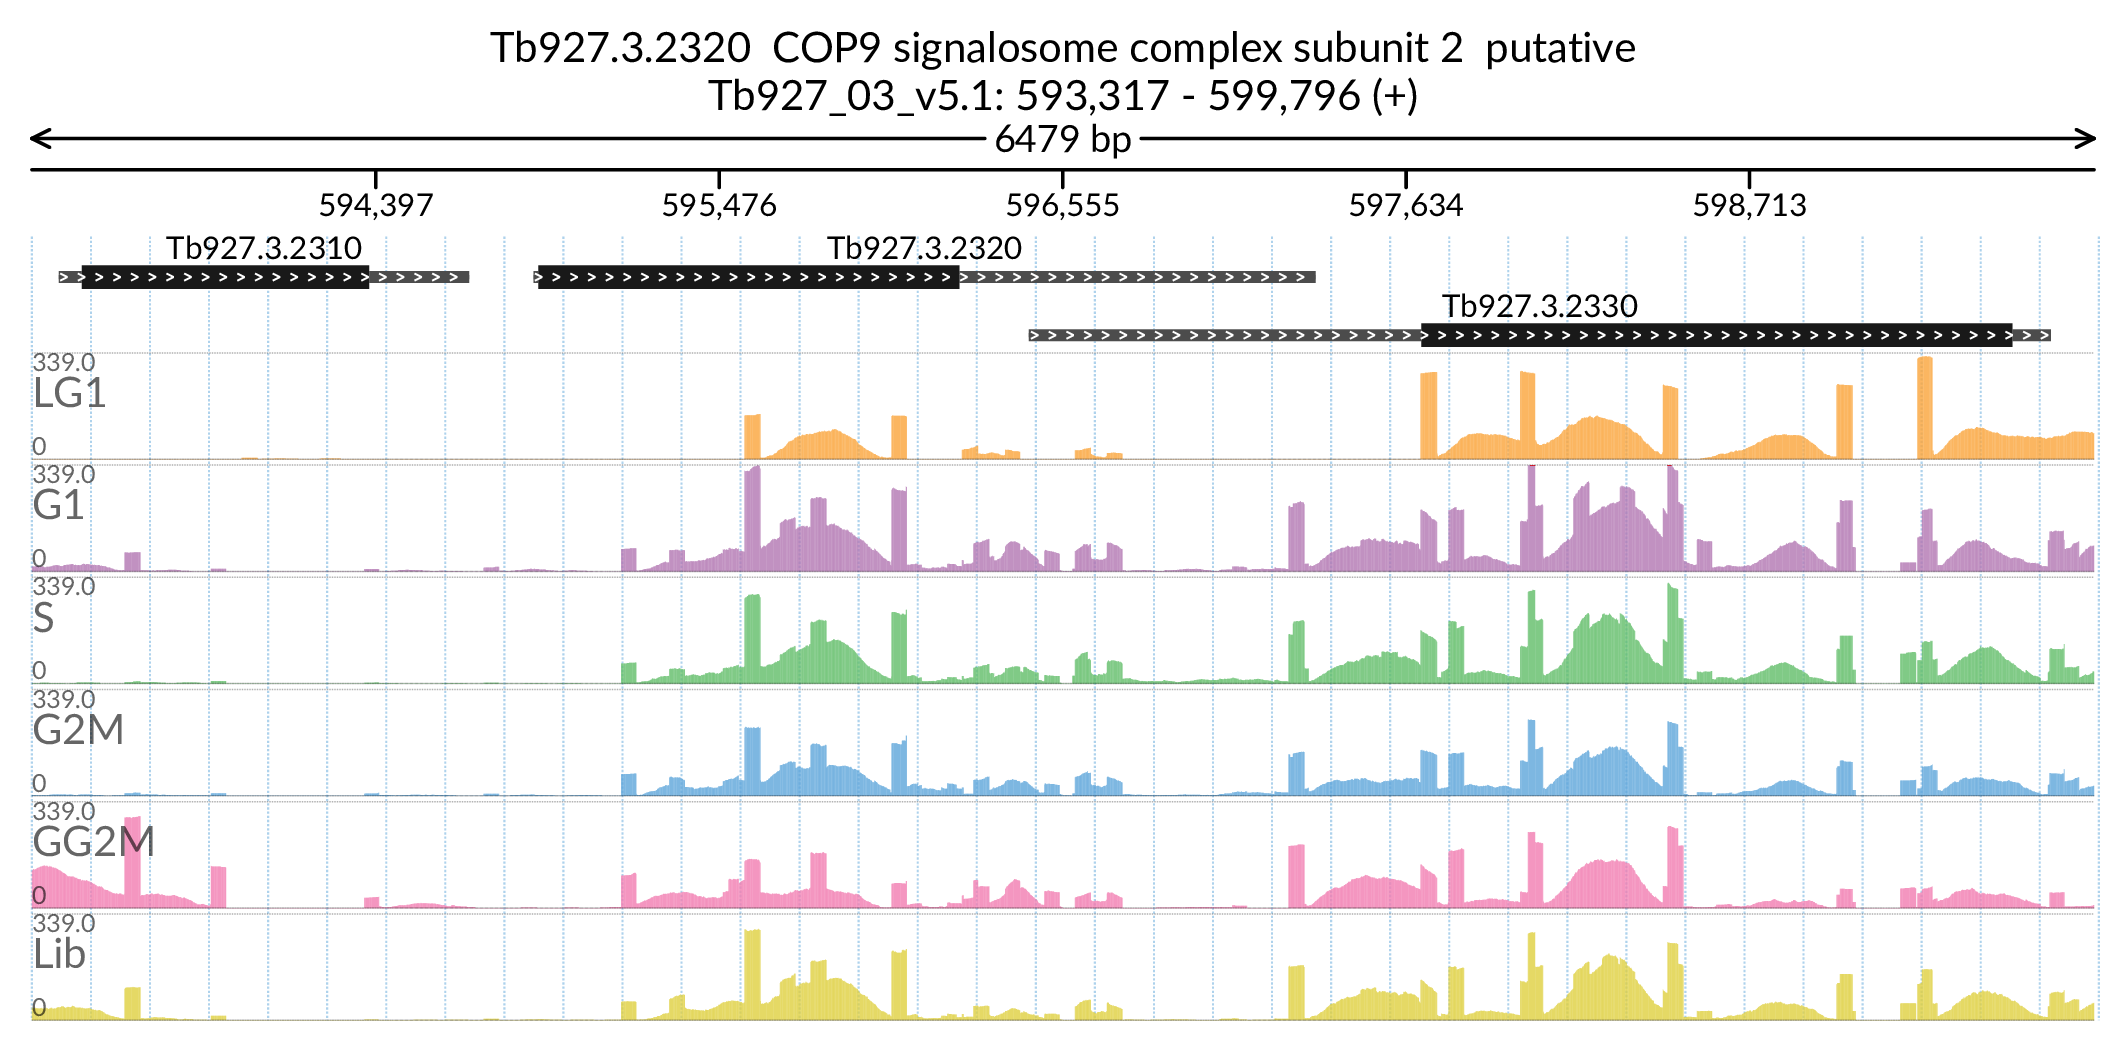 Tb927.3.2320  COP9 signalosome complex subunit 2  putative
Tb927_03_v5.1: 593,317 - 599,796 (+)
6479 bp
594,397 595,476 596,555 597,634 598,713
Tb927.3.2310 Tb927.3.2320
Tb927.3.2330
339.0
LG1
0
339.0
G1
0
339.0
S
0
339.0
G2M
0
339.0
GG2M
0
339.0
Lib
0